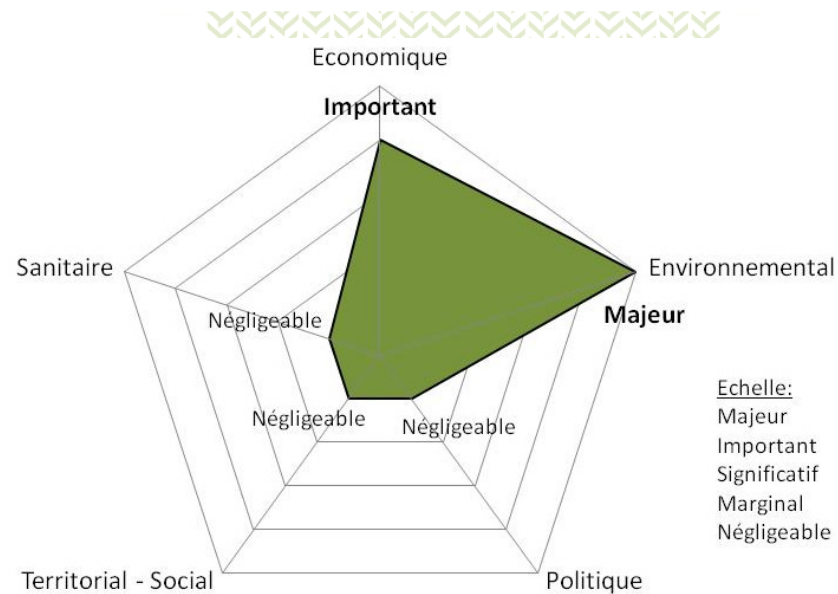 Economique
Important
Sanitaire
Environnemental
Négligeable
Majeur
Négligeable
Négligeable
Echelle:
Majeur
Important
Significatif
Marginal
Négligeable
Territorial - Social
Politique